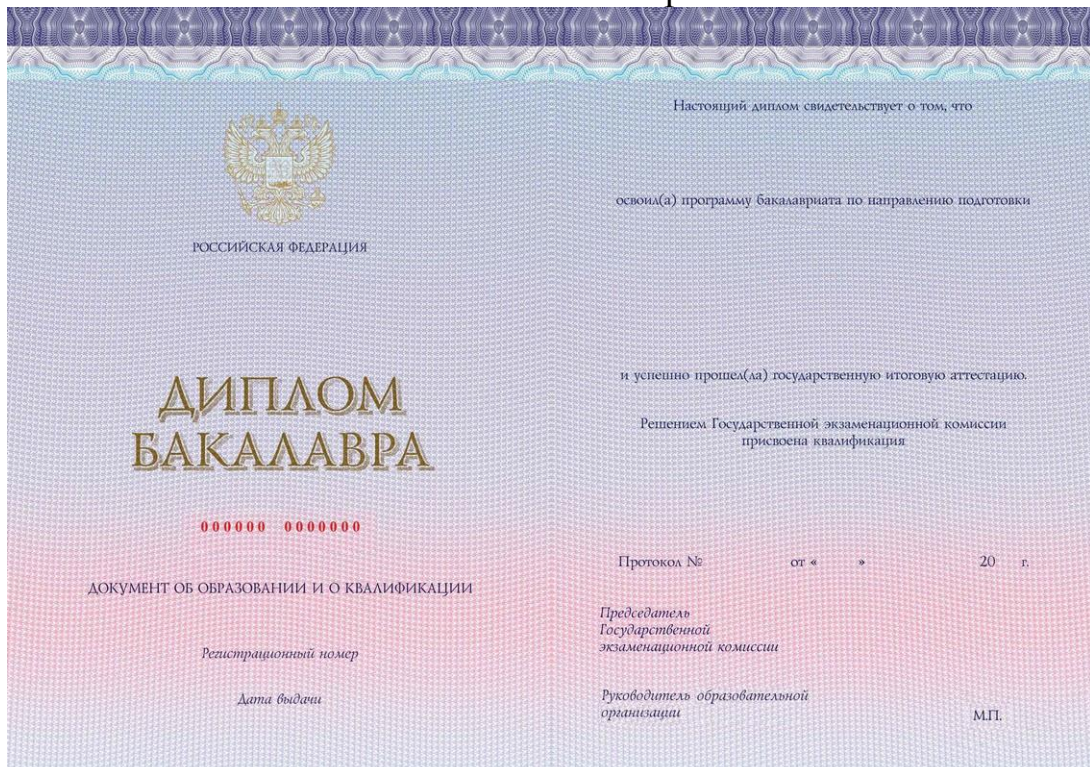 РОССИЙСКАЯ ФЕДЕРАЦИЯ
ДИПЛОМ
БАКАЛАВРА
000000 0000000
ДОКУМЕНТ ОБ ОБРАЗОВАНИИ И О КВАЛИФИКАЦИИ
Регистрационный номер
Дата выдачи
Настоящий диплом свидетельствует о том, что
освоил(а) программу бакалавриата по направлению подготовки
и успешно прошел(ла) государственную итоговую аттестацию.
Решением Государственной экзаменационной комиссии
присвоена квалификация
Протокол № от « » 20 г.
Председатель
Государственной
экзаменационной комиссии
Руководитель образовательной
организации
М.П.